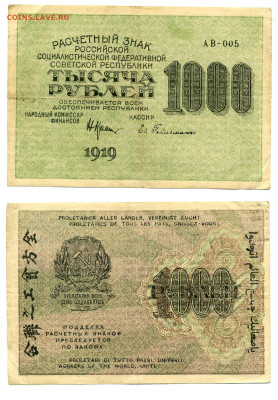 COINS.CAVE.RU
РАСЧЕТНЫЙ ЗНАК
РОССИЙСКОЙ
СОЦИАЛИСТИЧЕСКОЙ ФЕДЕРАТИВНОЙ
СОВЕТСКОЙ РЕСПУБЛИКИ
АВ-005
ТЫСЯЧА
РУБЛЕЙ
1000
ОБЕСПЕЧИВАЕТСЯ ВСЕМ
ДОСТОЯНИЕМ РЕСПУБЛИКИ
НАРОДНЫЙ КОМИССАР
ФИНАНСОВ
КАССИР
1919
PROLETARIER ALLER LÄNDER, VEREINIGT EUCH!
PROLÉTAIRES DE TOUS LES PAYS, UNISSEZ-VOUS!
1000
РУБЛЕЙ
ПОДДЕЛКА
РАСЧЕТНЫХ ЗНАКОВ
ПРЕСЛЕДУЕТСЯ
ПО ЗАКОНУ
PROLETARI DI TUTTI I PAESI, UNITEVI!
WORKERS OF THE WORLD, UNITE!